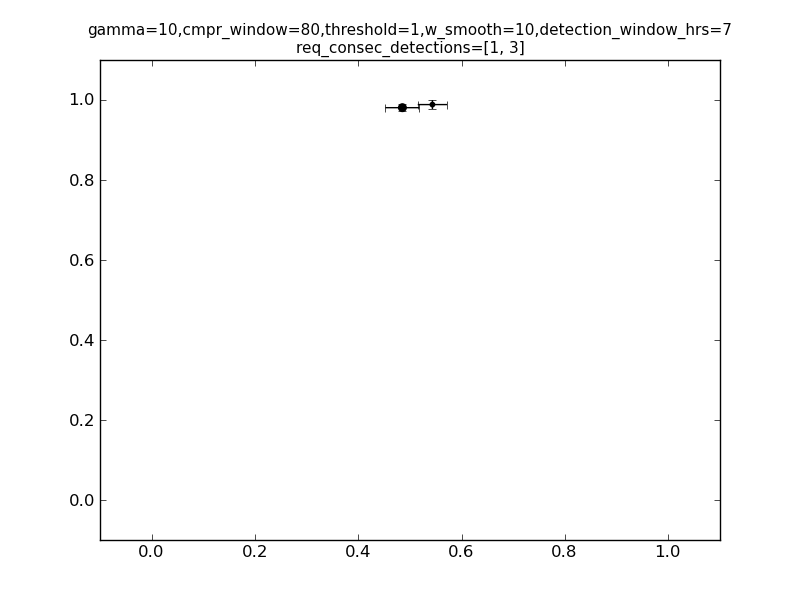 gamma=10,cmpr_window=80,threshold=1,w_smooth=10,detection_window_hrs=7
req_consec_detections=[1, 3]
1.0
0.8
0.6
0.4
0.2
0.0
0.0 0.2 0.4 0.6 0.8 1.0